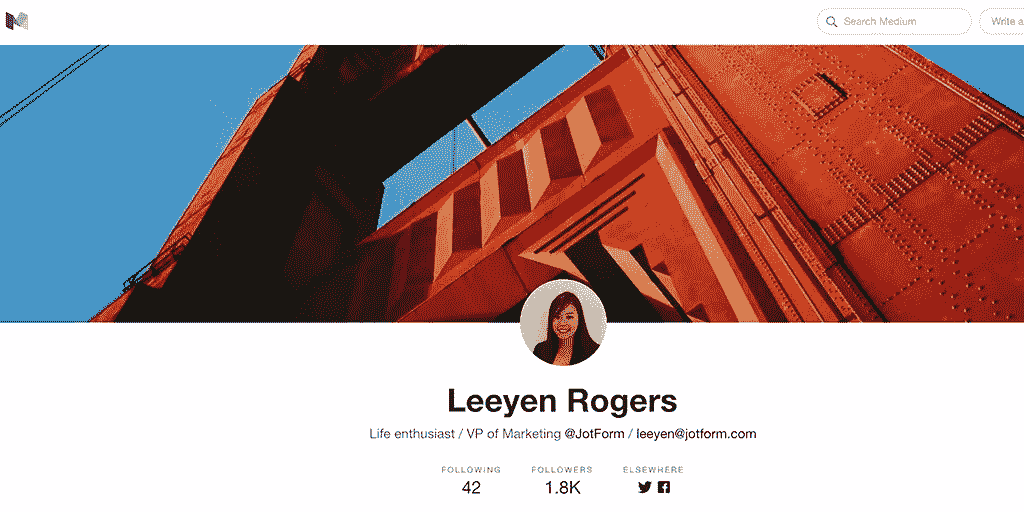 Search Medium
Write a
Leeyen Rogers
Life enthusiast / VP of Marketing @JotForm / leeyen@jotform.com
FOLLOWING FOLLOWERS ELSEWHERE
42 1.8K